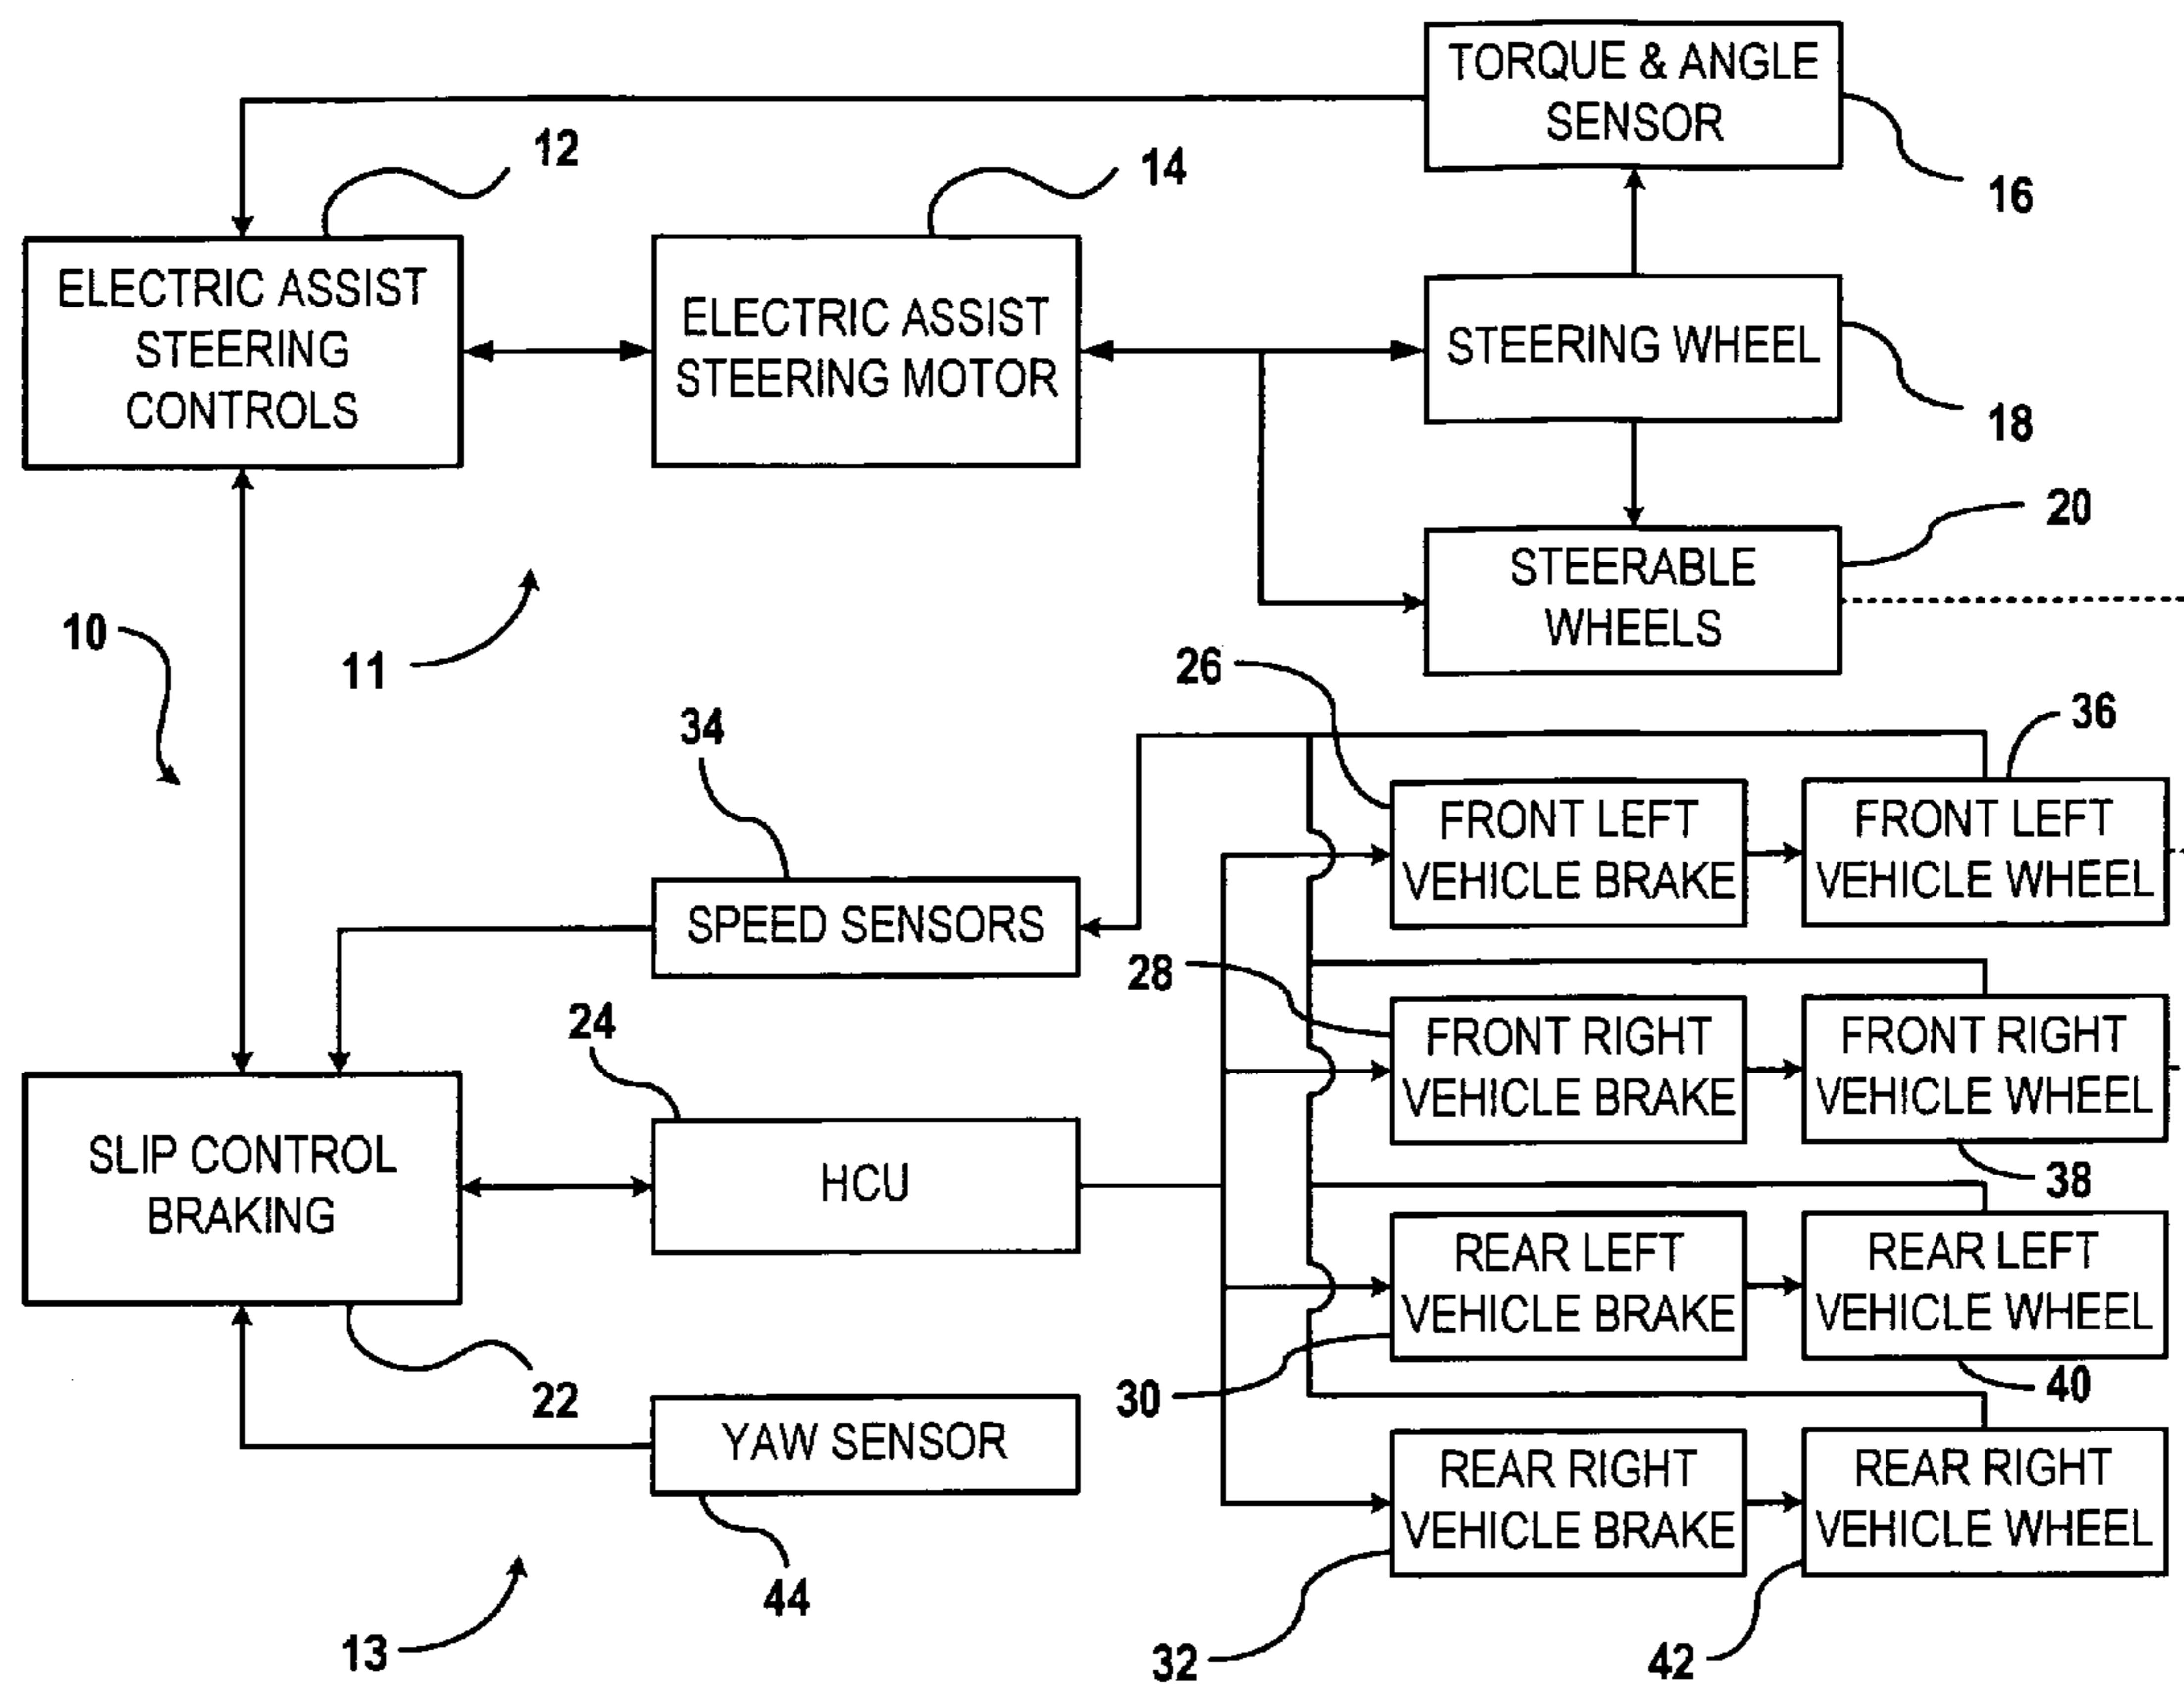 TORQUE & ANGLE
SENSOR
16
12
14
ELECTRIC ASSIST
STEERING
CONTROLS
ELECTRIC ASSIST
STEERING MOTOR
STEERING WHEEL
18
20
STEERABLE
WHEELS
10
11
26
36
34
FRONT LEFT
VEHICLE BRAKE
FRONT LEFT
VEHICLE WHEEL
SPEED SENSORS
28
24
FRONT RIGHT
VEHICLE BRAKE
FRONT RIGHT
VEHICLE WHEEL
38
SLIP CONTROL
BRAKING
HCU
REAR LEFT
VEHICLE BRAKE
REAR LEFT
VEHICLE WHEEL
30
40
22
YAW SENSOR
REAR RIGHT
VEHICLE BRAKE
REAR RIGHT
VEHICLE WHEEL
44
13
32
42